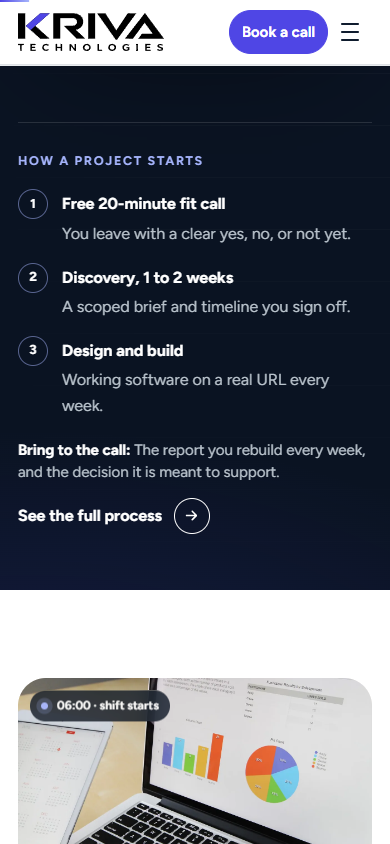 KRIVA
TECHNOLOGIES
Book a call
HOW A PROJECT STARTS
1
Free 20-minute fit call
You leave with a clear yes, no, or not yet.
2
Discovery, 1 to 2 weeks
A scoped brief and timeline you sign off.
3
Design and build
Working software on a real URL every
week.
Bring to the call: The report you rebuild every week,
and the decision it is meant to support.
See the full process
06:00 · shift starts